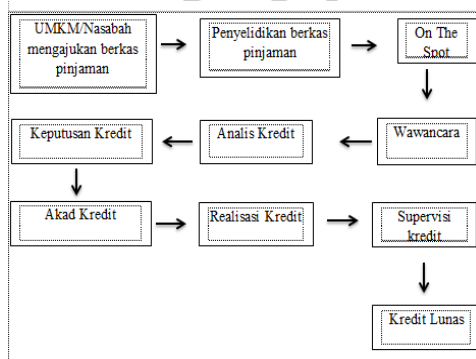 UMKM/Nasabah
mengajukan berkas
pinjaman
Penyelidikan berkas
pinjaman
On The
Spot
Wawancara
Analis Kredit
Keputusan Kredit
Akad Kredit
Realisasi Kredit
Supervisi
kredit
Kredit Lunas